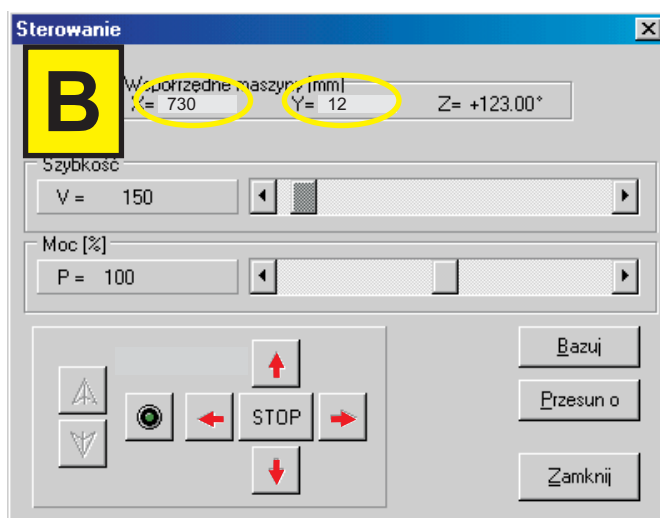 Sterowanie
B
Współrzędne maszyny [mm]
X= 730 Y= 12 Z= +123.00°
Szybkość
V = 150
Moc [%]
P = 100
STOP
Bazuj
Przesun o
Zamknij